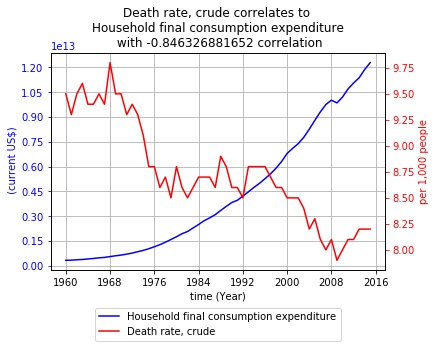 Death rate, crude correlates to
Household final consumption expenditure
with -0.846326881652 correlation
1e13
1.20
1.05
0.90
0.75
0.60
0.45
0.30
0.15
0.00
(current US$)
9.75
9.50
9.25
9.00
8.75
8.50
8.25
8.00
per 1,000 people
1960 1968 1976 1984 1992 2000 2008 2016
time (Year)
Household final consumption expenditure
Death rate, crude